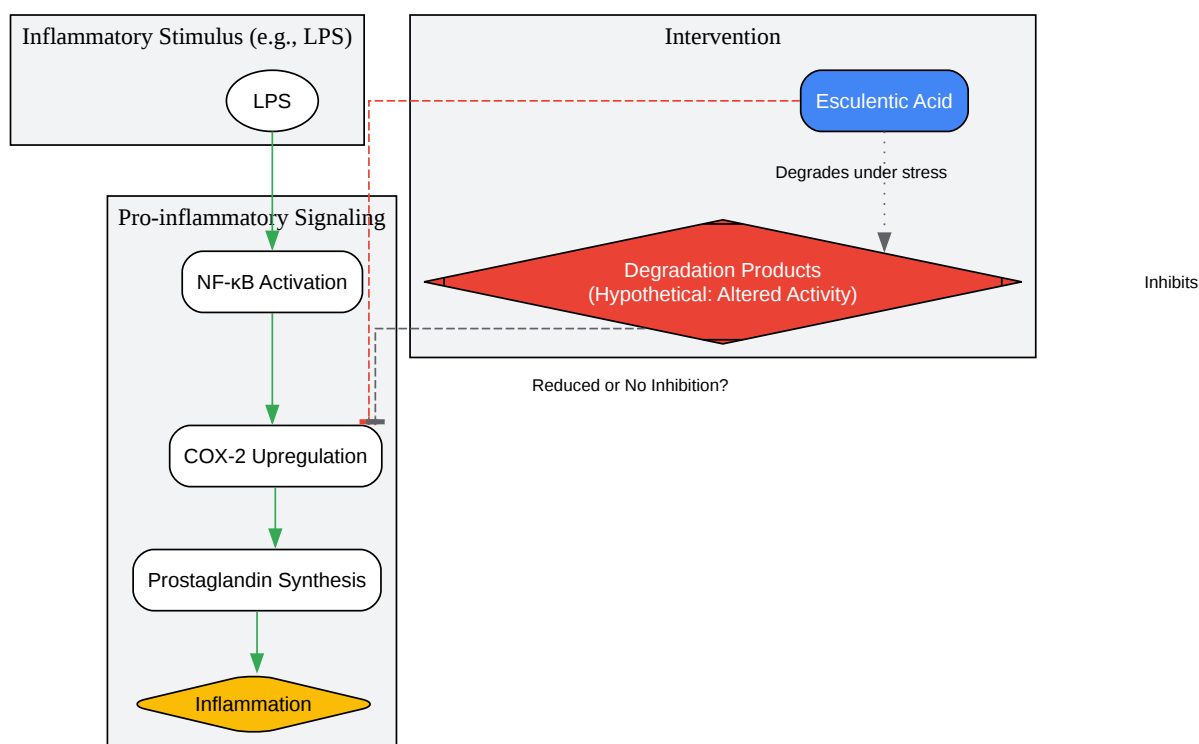 Inflammatory Stimulus (e.g., LPS)
LPS
Intervention
Esculentic Acid
Degrades under stress
Degradation Products
(Hypothetical: Altered Activity)
Inhibits
Reduced or No Inhibition?
Pro-inflammatory Signaling
NF-κB Activation
COX-2 Upregulation
Prostaglandin Synthesis
Inflammation